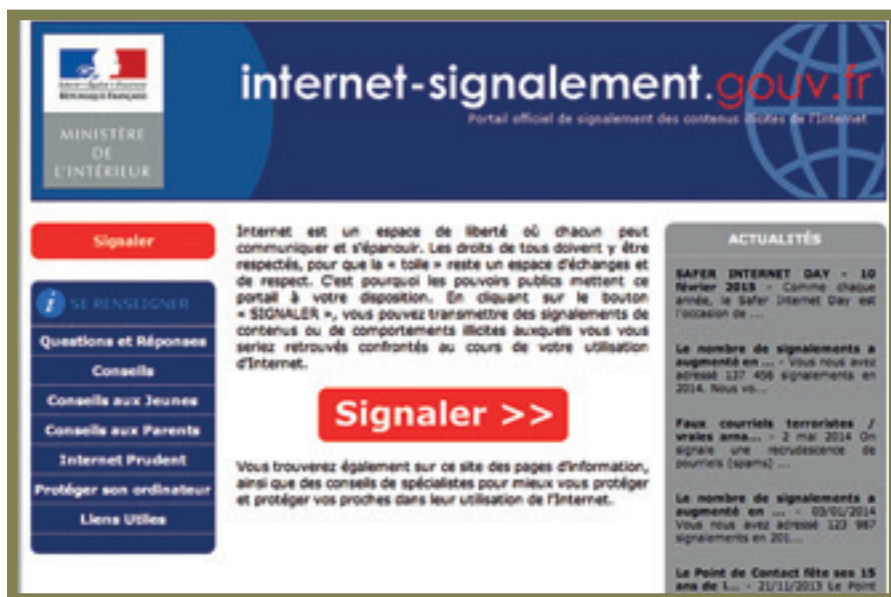 RÉPUBLIQUE FRANÇAISE
MINISTÈRE
DE
L'INTÉRIEUR
internet-signalement.gouv.fr
Portail officiel de signalement des contenus illicites de l'Internet
Signaler
i SE RENSEIGNER
Questions et Réponses
Conseils
Conseils aux Jeunes
Conseils aux Parents
Internet Prudent
Protéger son ordinateur
Liens Utiles
Internet est un espace de liberté où chacun peut
communiquer et s'épanouir. Les droits de tous doivent y être
respectés, pour que la « toile » reste un espace d'échanges et
de respect. C'est pourquoi les pouvoirs publics mettent ce
portail à votre disposition. En cliquant sur le bouton
« SIGNALER », vous pouvez transmettre des signalements de
contenus ou de comportements illicites auxquels vous vous
seriez retrouvés confrontés au cours de votre utilisation
d'Internet.
Signaler >>
Vous trouverez également sur ce site des pages d'information,
ainsi que des conseils de spécialistes pour mieux vous protéger
et protéger vos proches dans leur utilisation de l'Internet.
ACTUALITÉS
SAFER INTERNET DAY - 10
février 2015 - Comme chaque
année, le Safer Internet Day est
l'occasion de ...
Le nombre de signalements a
augmenté en ... - Vous nous avez
adressé 137 456 signalements en
2014. Nous vo...
Faux courriels terroristes /
vraies arna... - 2 mai 2014 On
signale une recrudescence de
pourriels (spams) ...
Le nombre de signalements a
augmenté en ... - 03/01/2014
Vous nous avez adressé 123 987
signalements en 201...
Le Point de Contact fête ses 15
ans de l... - 21/11/2013 Le Point